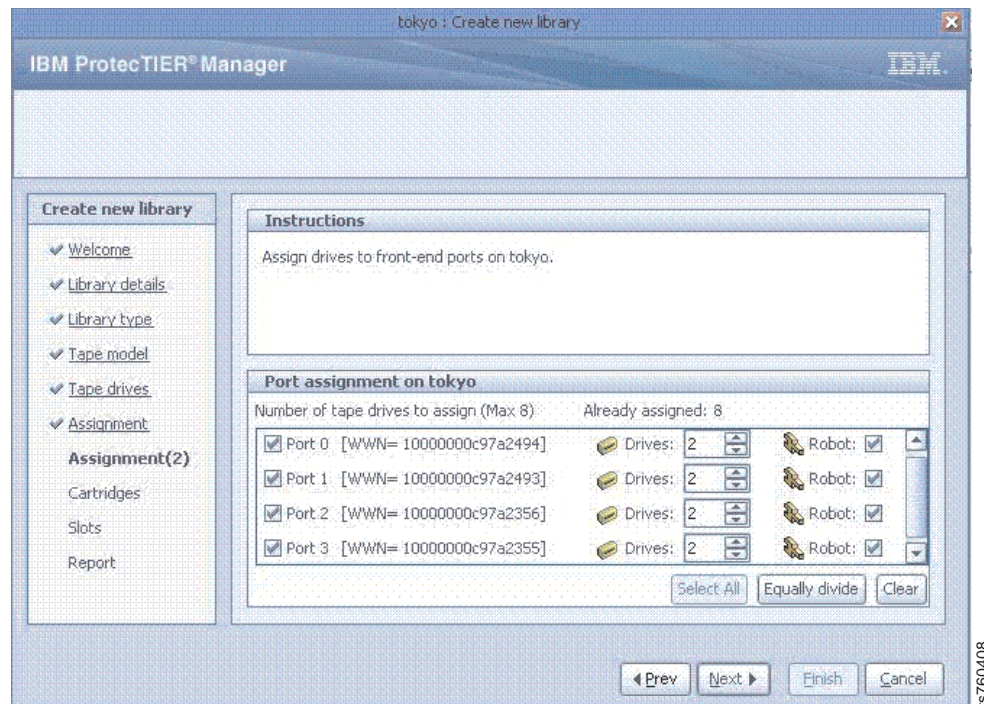 tokyo : Create new library
IBM ProtecTIER® Manager
IBM.
Create new library
Welcome
Library details
Library type
Tape model
Tape drives
Assignment
Assignment(2)
Cartridges
Slots
Report
Instructions
Assign drives to front-end ports on tokyo.
Port assignment on tokyo
Number of tape drives to assign (Max 8) Already assigned: 8
Port 0 [WWN= 10000000c97a2494] Drives: 2 Robot:
Port 1 [WWN= 10000000c97a2493] Drives: 2 Robot:
Port 2 [WWN= 10000000c97a2356] Drives: 2 Robot:
Port 3 [WWN= 10000000c97a2355] Drives: 2 Robot:
Select All Equally divide Clear
Prev Next Finish Cancel